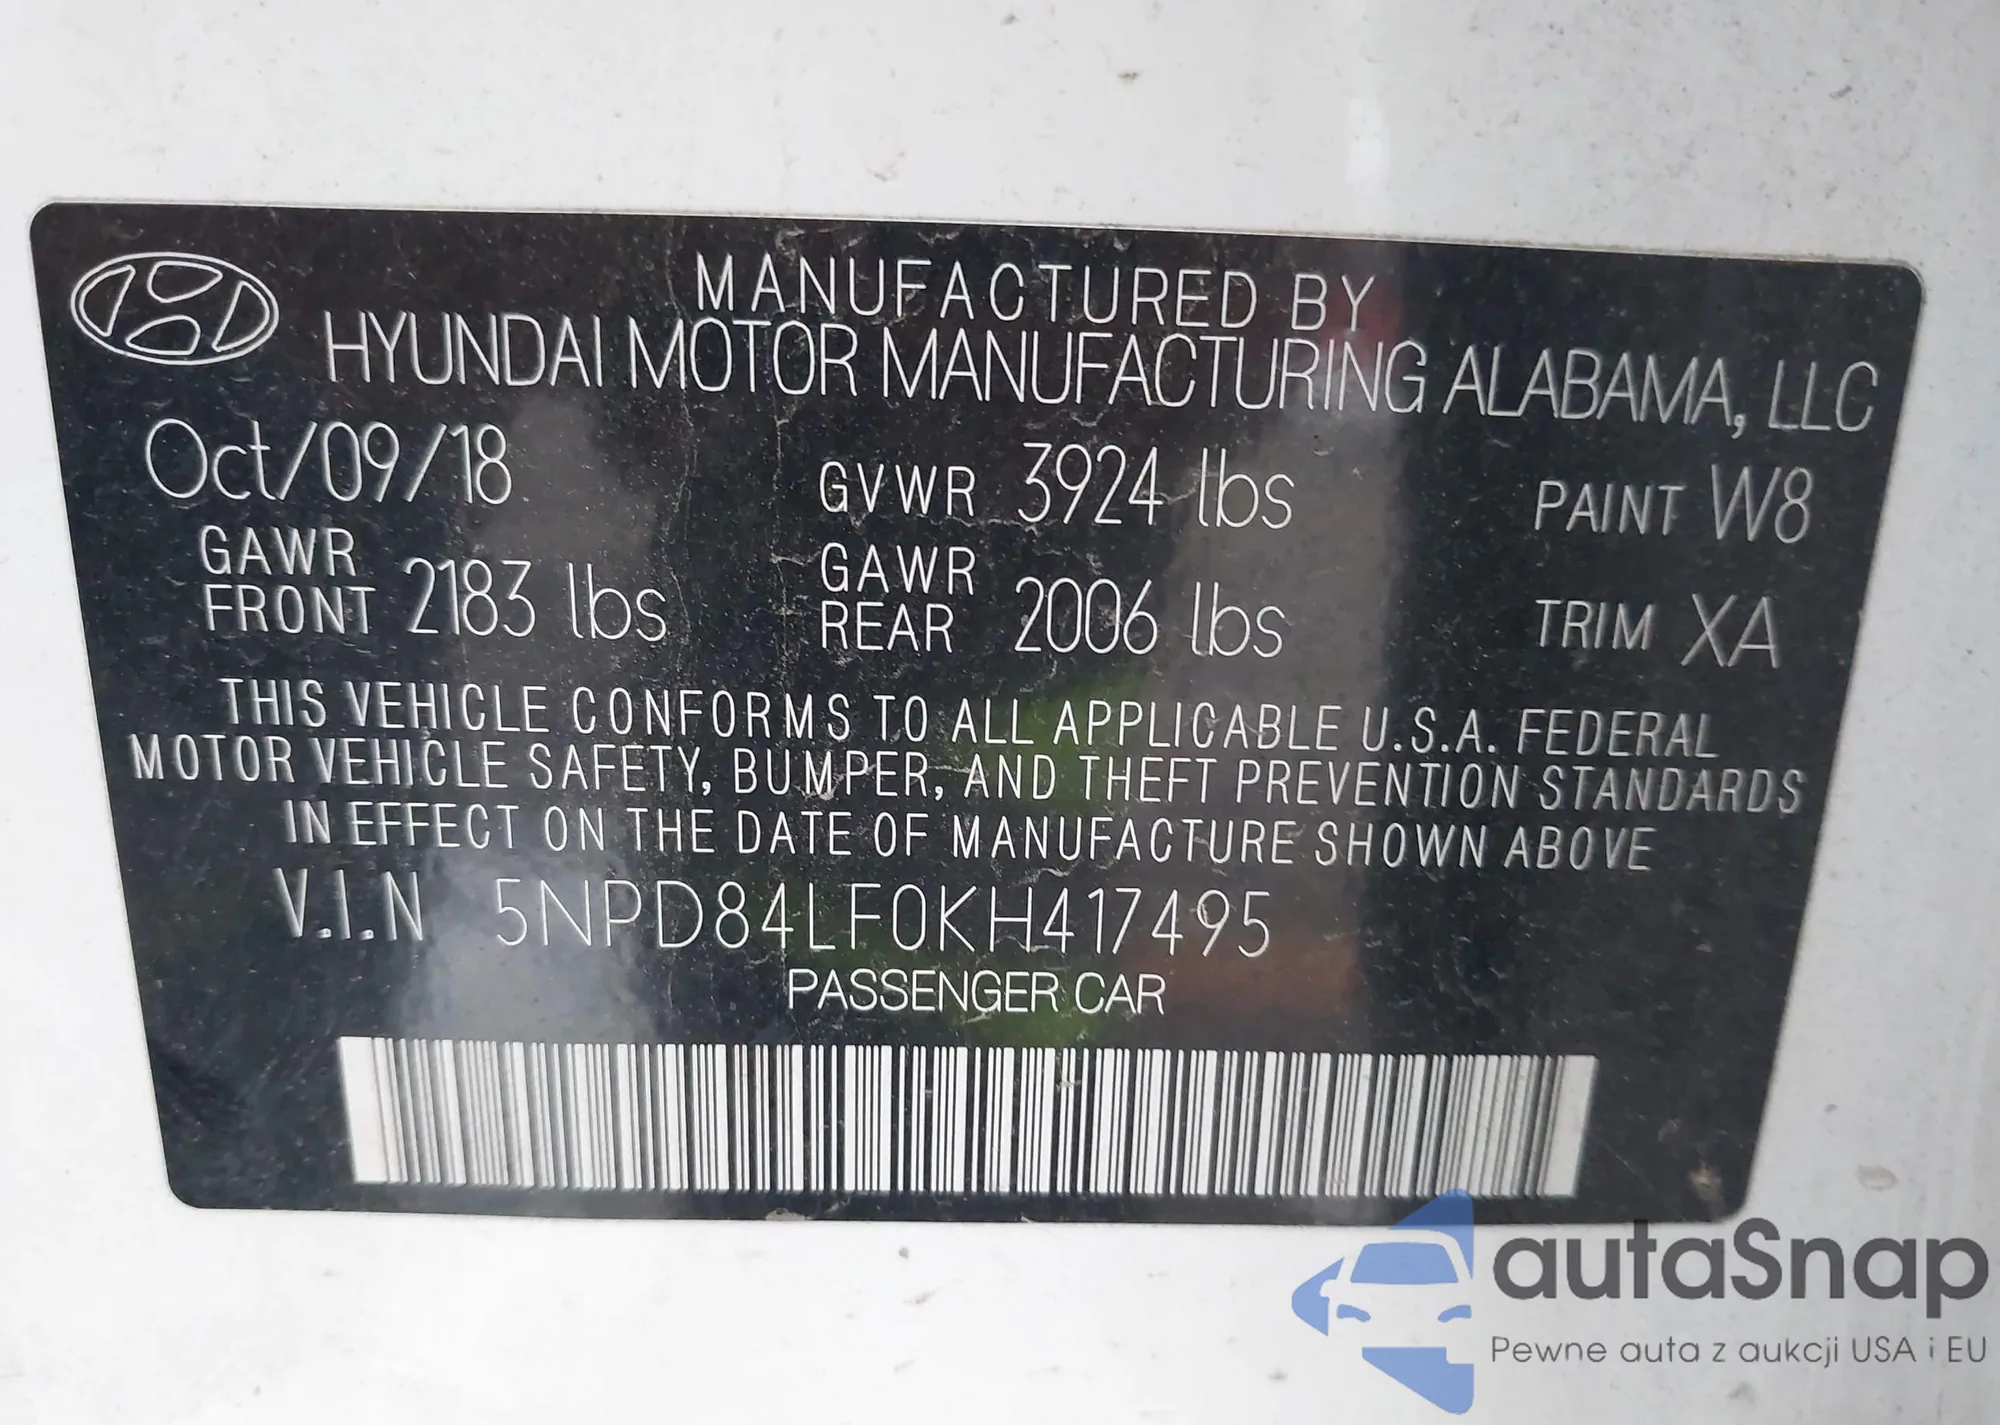 MANUFACTURED BY
HYUNDAI MOTOR MANUFACTURING ALABAMA, LLC
Oct/09/18 GVWR 3924 lbs PAINT W8
GAWR FRONT 2183 lbs GAWR REAR 2006 lbs TRIM XA
THIS VEHICLE CONFORMS TO ALL APPLICABLE U.S.A. FEDERAL
MOTOR VEHICLE SAFETY, BUMPER, AND THEFT PREVENTION STANDARDS
IN EFFECT ON THE DATE OF MANUFACTURE SHOWN ABOVE
V.I.N 5NPD84LF0KH417495
PASSENGER CAR
autaSnap
Pewne auta z aukcji USA i EU